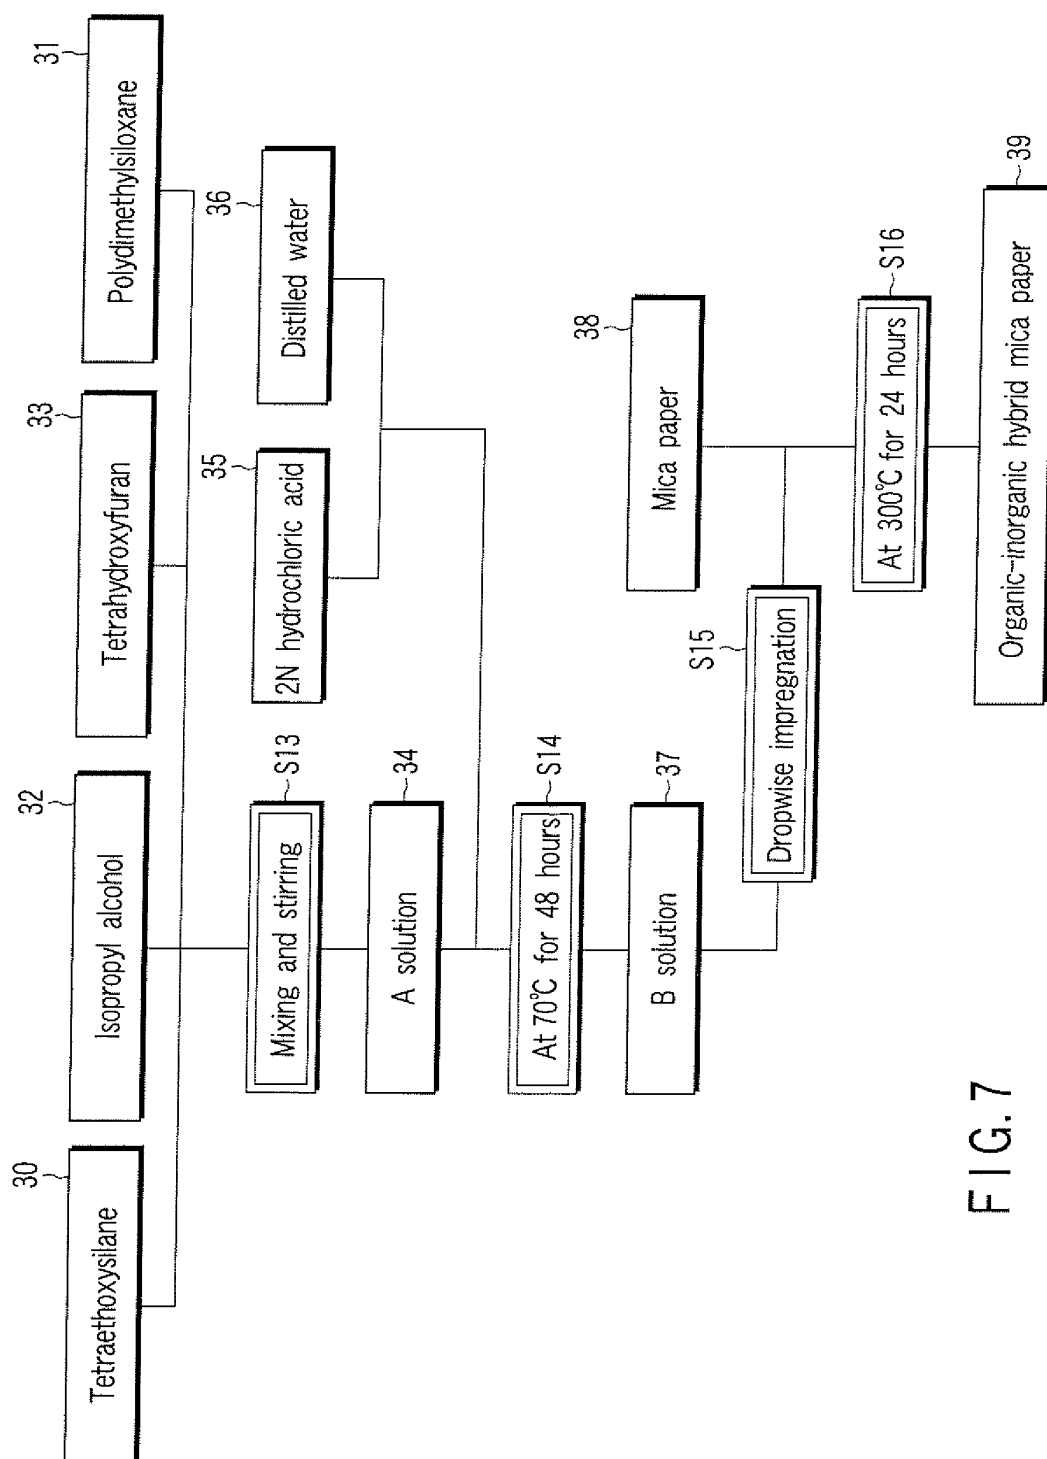 30
Tetraethoxysilane
32
Isopropyl alcohol
33
Tetrahydroxyfuran
31
Polydimethylsiloxane
S13
Mixing and stirring
35
2N hydrochloric acid
36
Distilled water
34
A solution
S14
At 70℃ for 48 hours
37
B solution
38
Mica paper
S15
Dropwise impregnation
S16
At 300℃ for 24 hours
39
Organic-inorganic hybrid mica paper
FIG. 7